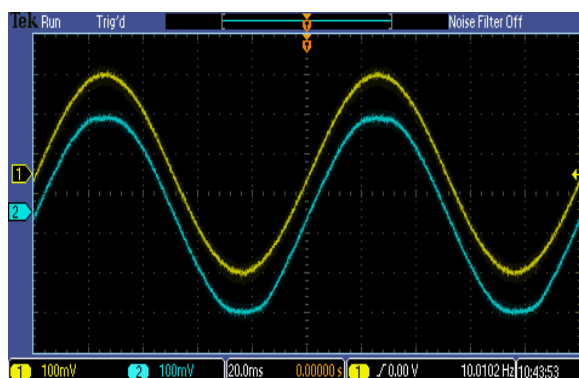 Tek Run Trig'd Noise Filter Off
1
2
1 100mV 2 100mV 20.0ms 0.00000 s 1 / 0.00 V 10.0102 Hz 10:43:53